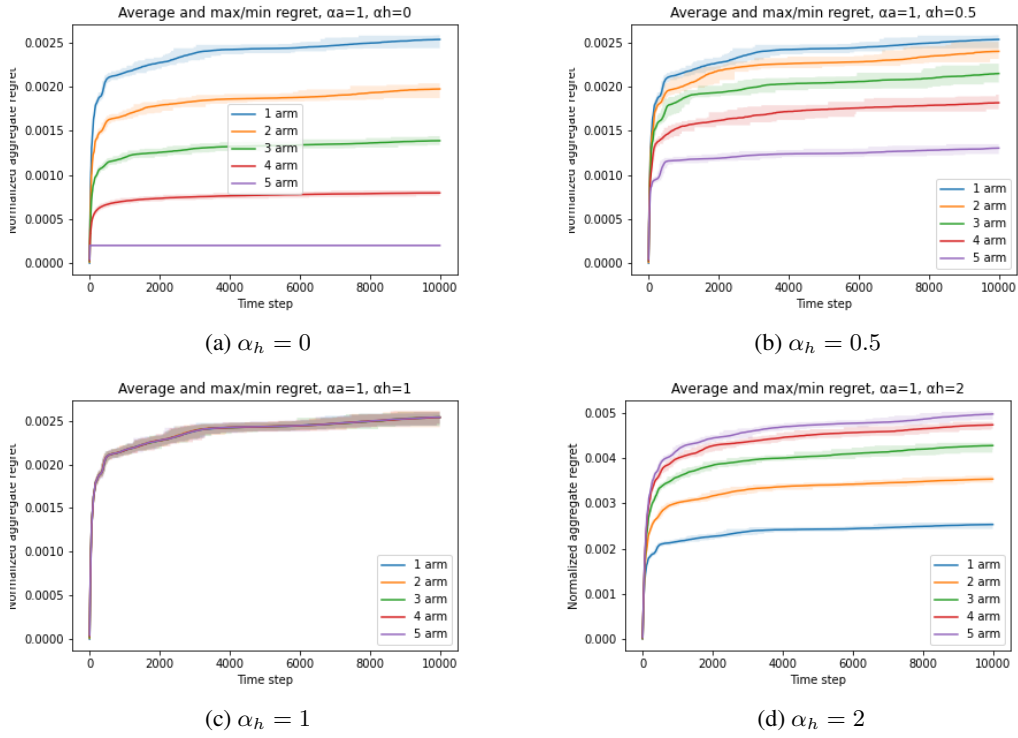 Average and max/min regret, αa=1, αh=0
Normalized aggregate regret
0.0025
0.0020
0.0015
0.0010
0.0005
0.0000
1 arm
2 arm
3 arm
4 arm
5 arm
0 2000 4000 6000 8000 10000
Time step
(a) αₕ = 0
Average and max/min regret, αa=1, αh=0.5
Normalized aggregate regret
0.0025
0.0020
0.0015
0.0010
0.0005
0.0000
1 arm
2 arm
3 arm
4 arm
5 arm
0 2000 4000 6000 8000 10000
Time step
(b) αₕ = 0.5
Average and max/min regret, αa=1, αh=1
Normalized aggregate regret
0.0025
0.0020
0.0015
0.0010
0.0005
0.0000
1 arm
2 arm
3 arm
4 arm
5 arm
0 2000 4000 6000 8000 10000
Time step
(c) αₕ = 1
Average and max/min regret, αa=1, αh=2
Normalized aggregate regret
0.005
0.004
0.003
0.002
0.001
0.000
1 arm
2 arm
3 arm
4 arm
5 arm
0 2000 4000 6000 8000 10000
Time step
(d) αₕ = 2